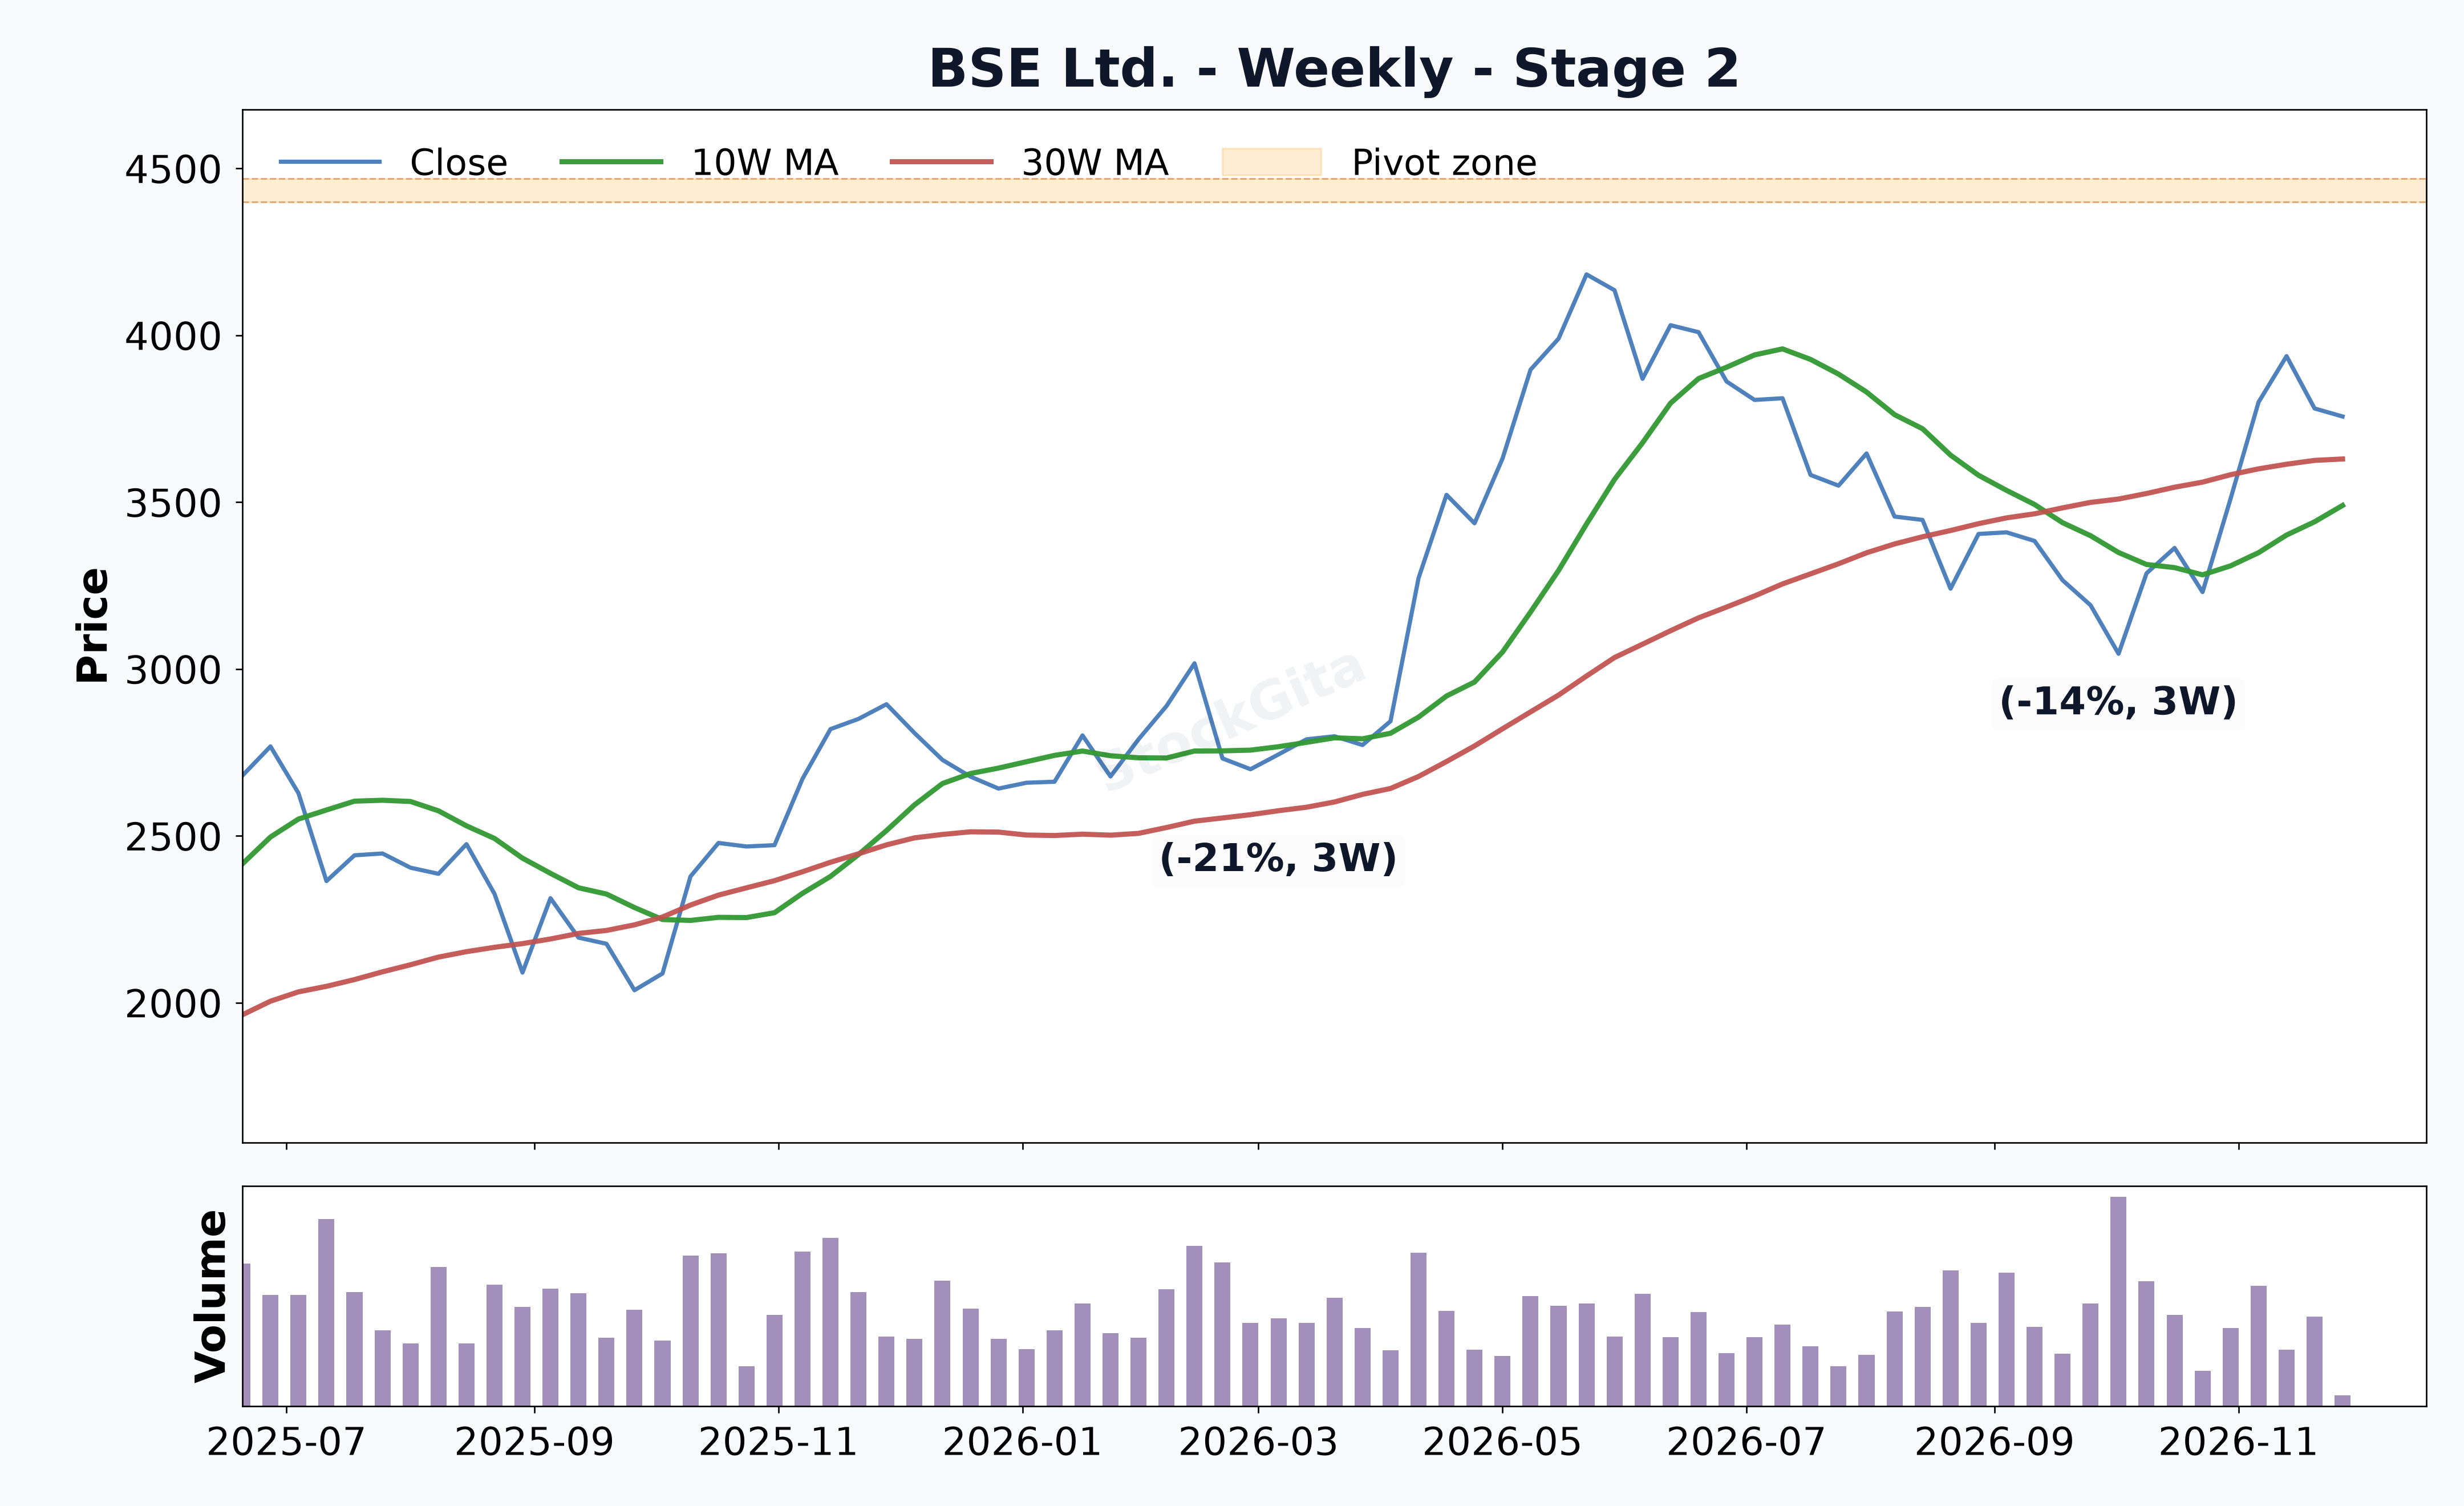 BSE Ltd. - Weekly - Stage 2
Close 10W MA 30W MA Pivot zone
4500
4000
3500
3000
2500
2000
Price
StockGita
(-14%, 3W)
(-21%, 3W)
Volume
2025-07 2025-09 2025-11 2026-01 2026-03 2026-05 2026-07 2026-09 2026-11